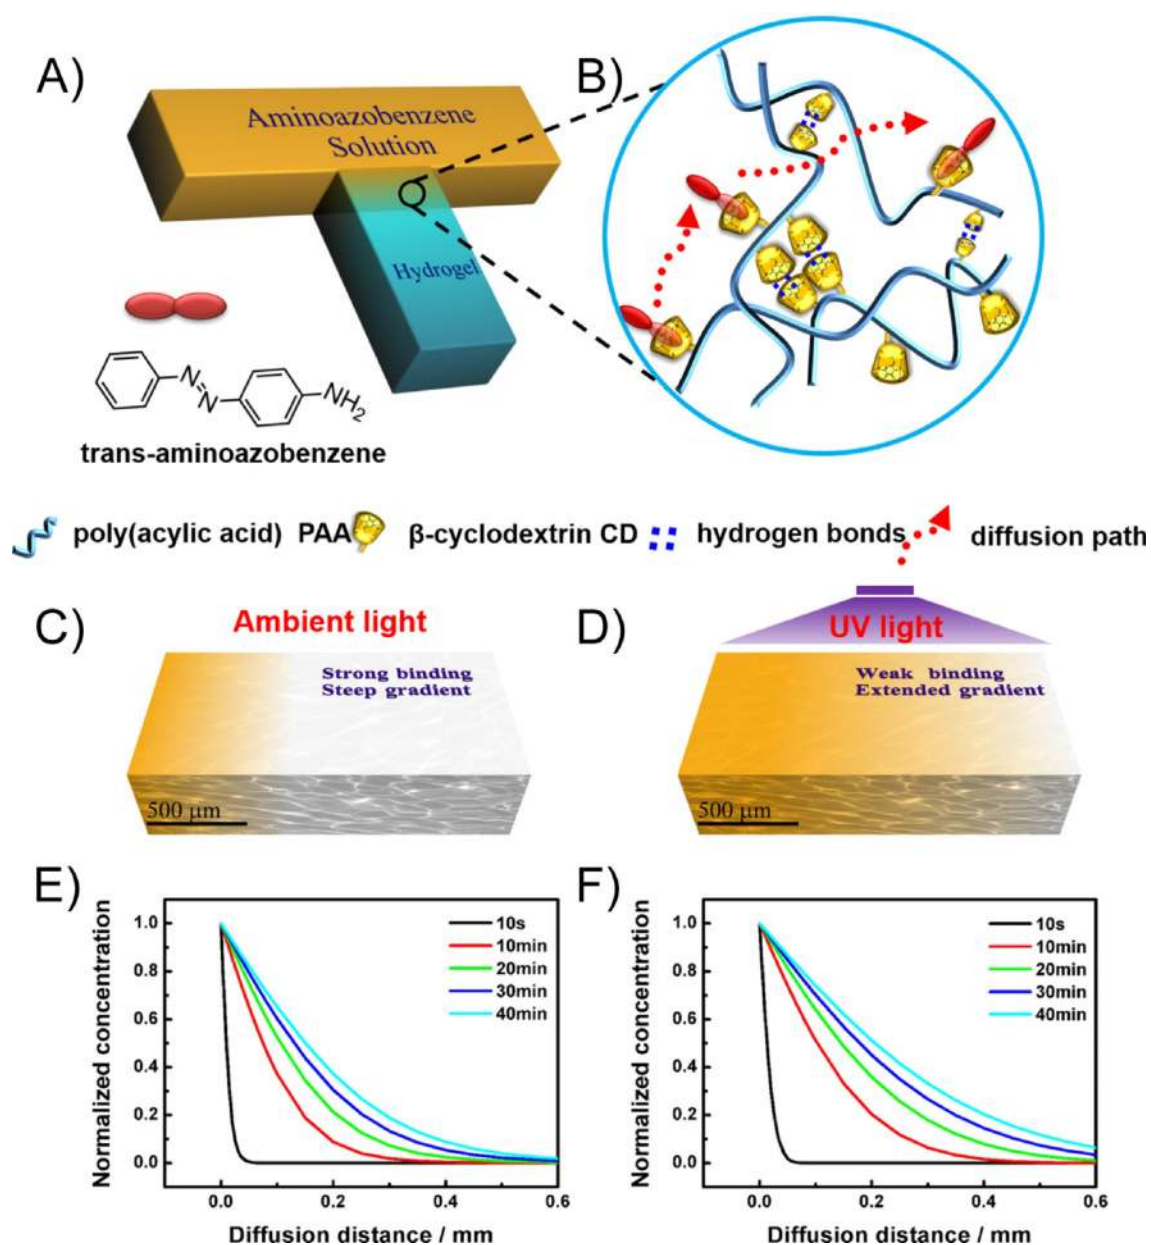 A)
Aminoazobenzene
Solution
Hydrogel
B)
N
N
NH2
trans-aminoazobenzene
poly(acylic acid) PAA
β-cyclodextrin CD
hydrogen bonds
diffusion path
C)
Ambient light
Strong binding
Steep gradient
500 μm
D)
UV light
Weak binding
Extended gradient
500 μm
E)
Normalized concentration
1.0
0.8
0.6
0.4
0.2
0.0
10s
10min
20min
30min
40min
0.0 0.2 0.4 0.6
Diffusion distance / mm
F)
Normalized concentration
1.0
0.8
0.6
0.4
0.2
0.0
10s
10min
20min
30min
40min
0.0 0.2 0.4 0.6
Diffusion distance / mm